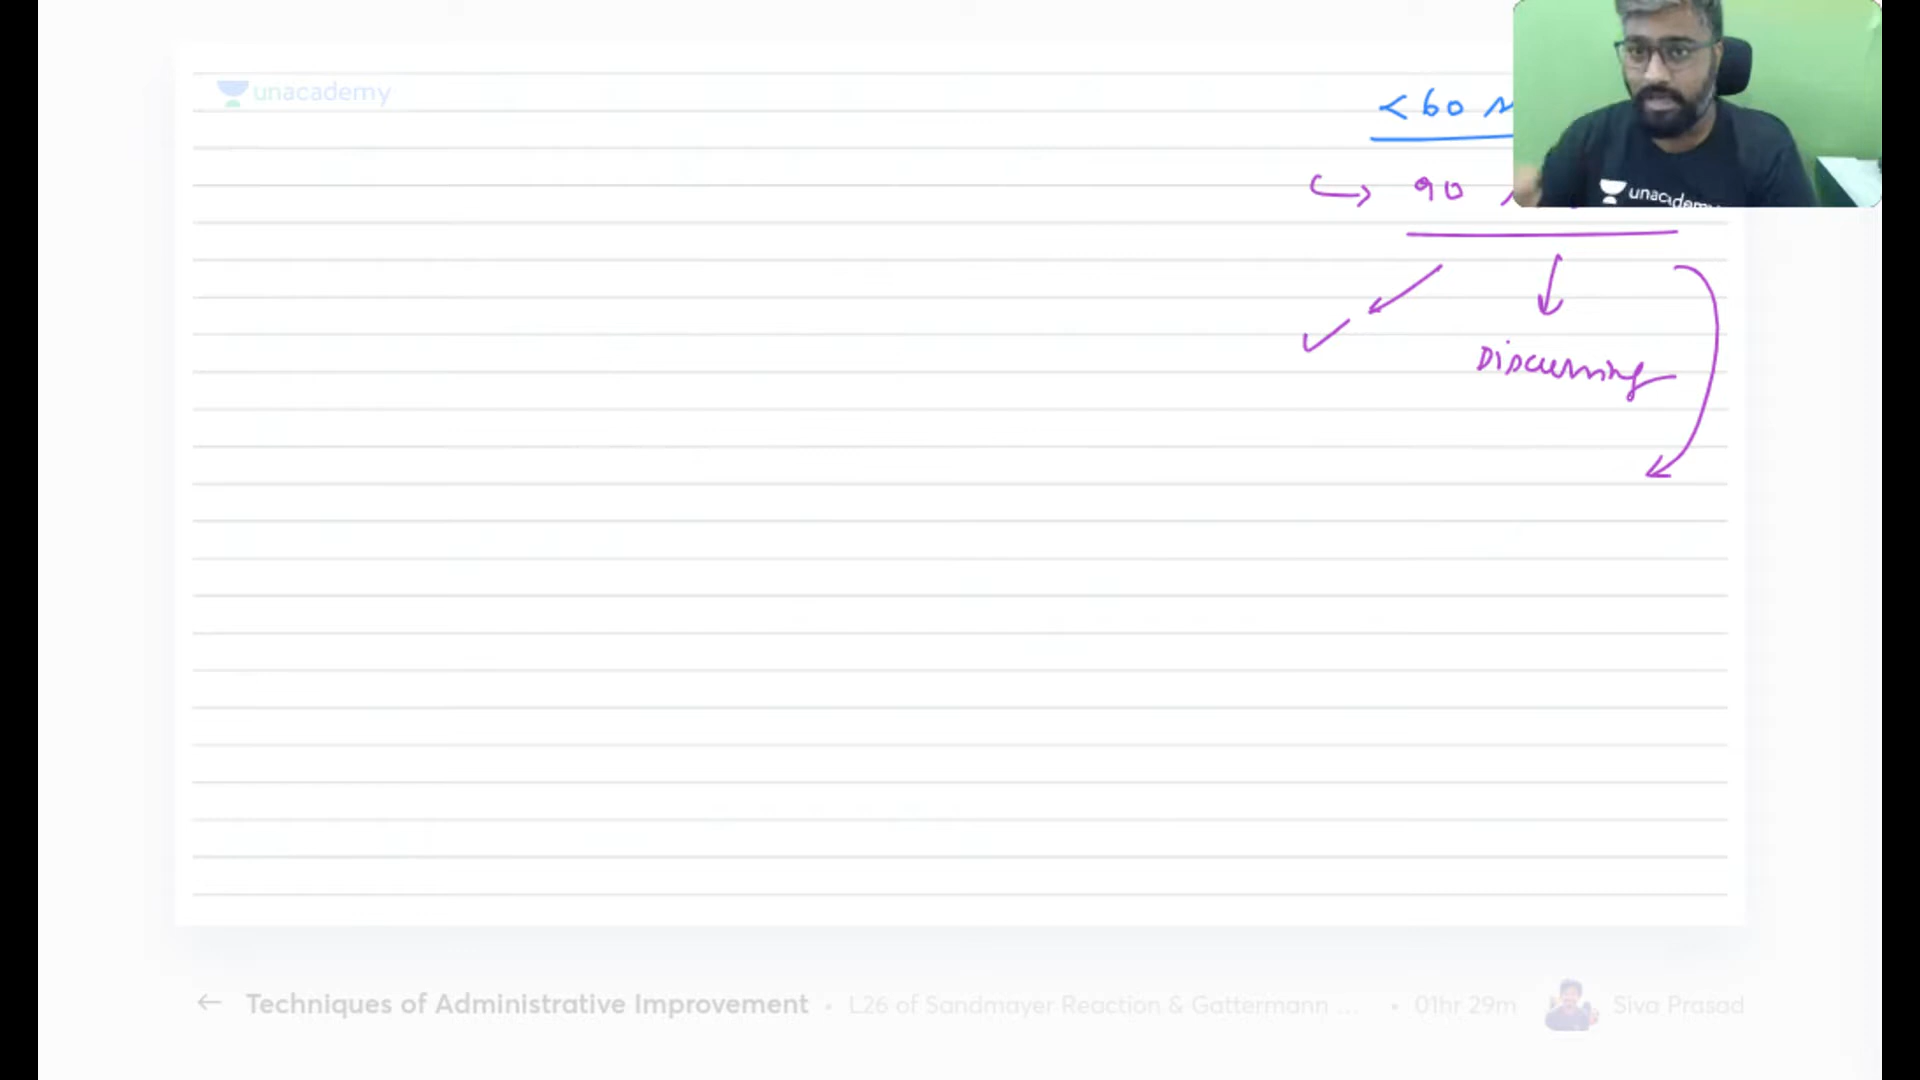 unacademy
< 60
unacademy
90
Discussing
← Techniques of Administrative Improvement • L26 of Sandmayer Reaction & Gattermann ... • 01hr 29m Siva Prasad